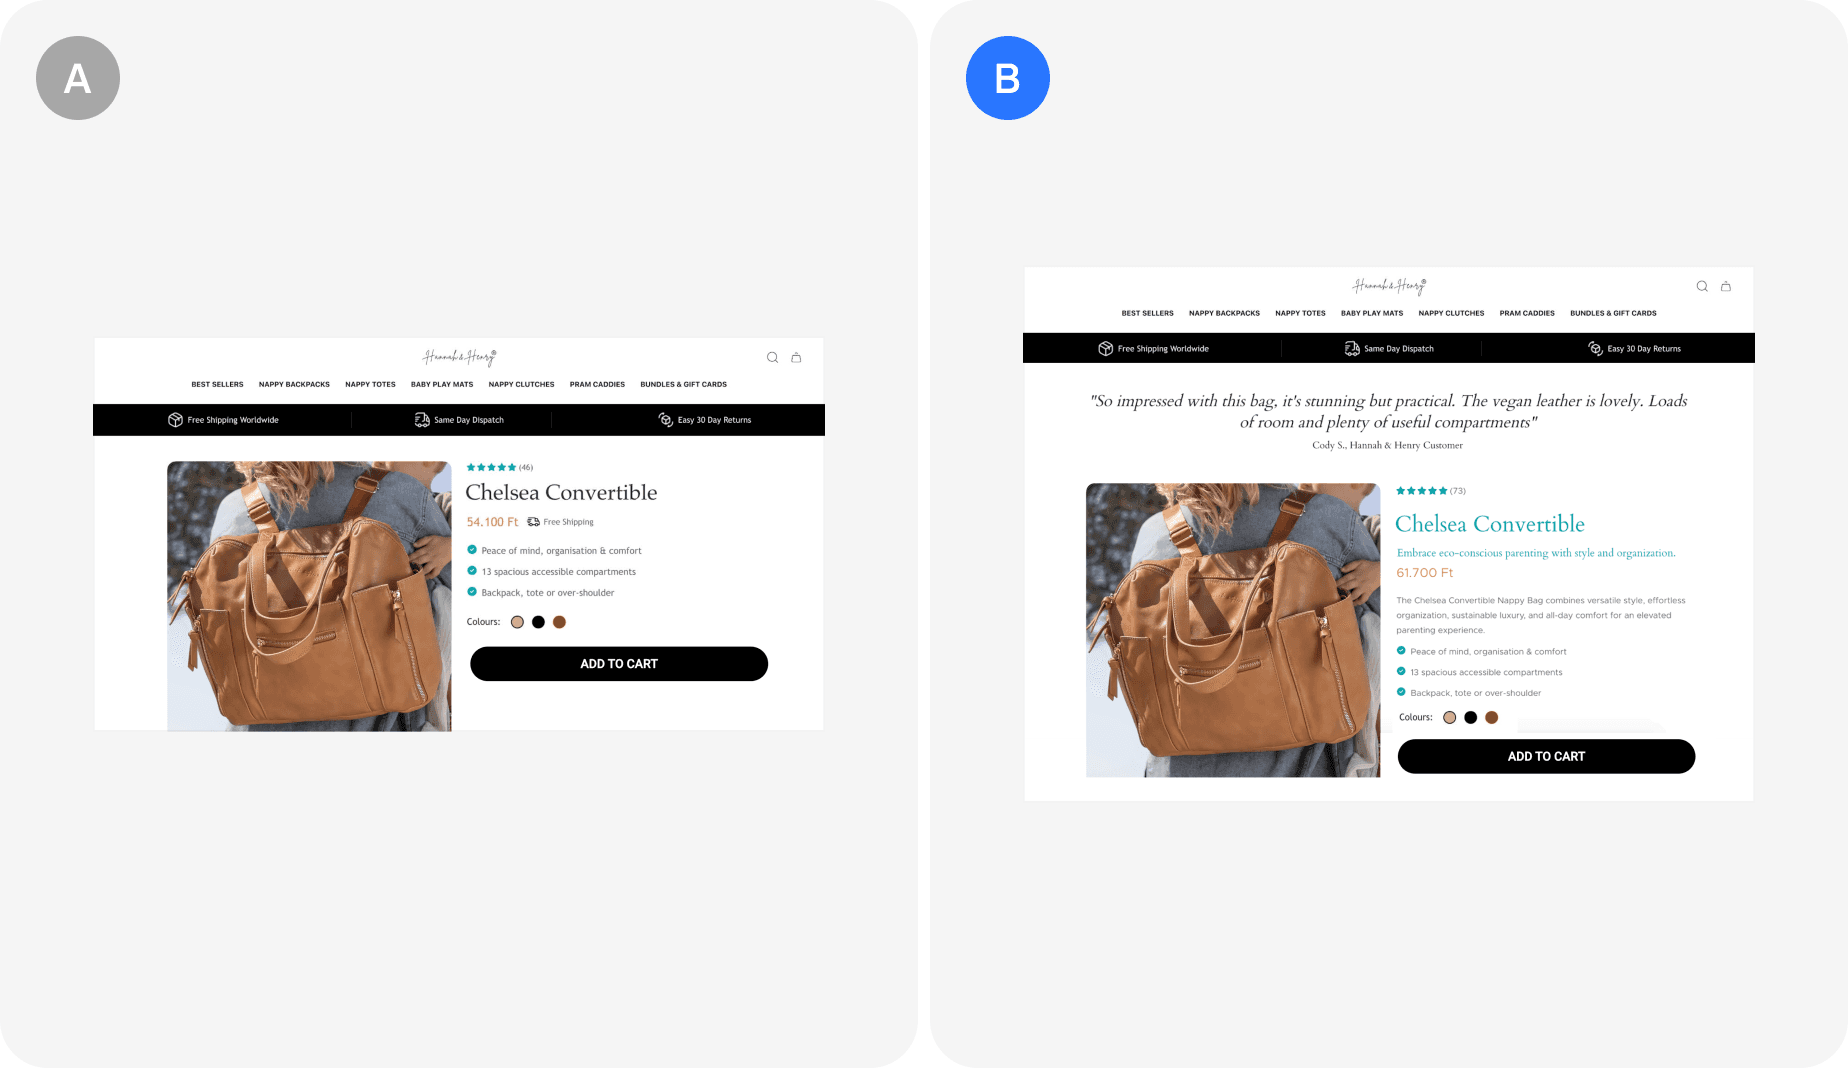 A
Hannah & Henry®
BEST SELLERS NAPPY BACKPACKS NAPPY TOTES BABY PLAY MATS NAPPY CLUTCHES PRAM CADDIES BUNDLES & GIFT CARDS
Free Shipping Worldwide Same Day Dispatch Easy 30 Day Returns
(46)
Chelsea Convertible
54.100 Ft Free Shipping
Peace of mind, organisation & comfort
13 spacious accessible compartments
Backpack, tote or over-shoulder
Colours:
ADD TO CART
B
Hannah & Henry®
BEST SELLERS NAPPY BACKPACKS NAPPY TOTES BABY PLAY MATS NAPPY CLUTCHES PRAM CADDIES BUNDLES & GIFT CARDS
Free Shipping Worldwide Same Day Dispatch Easy 30 Day Returns
"So impressed with this bag, it's stunning but practical. The vegan leather is lovely. Loads
of room and plenty of useful compartments"
Cody S., Hannah & Henry Customer
(73)
Chelsea Convertible
Embrace eco-conscious parenting with style and organization.
61.700 Ft
The Chelsea Convertible Nappy Bag combines versatile style, effortless
organization, sustainable luxury, and all-day comfort for an elevated
parenting experience.
Peace of mind, organisation & comfort
13 spacious accessible compartments
Backpack, tote or over-shoulder
Colours:
ADD TO CART